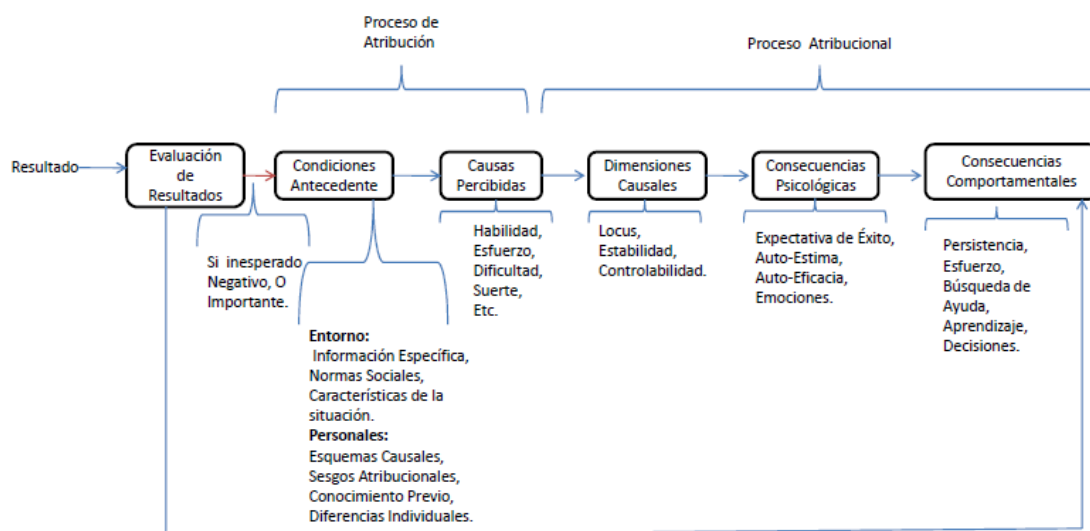 Proceso de
Atribución
Proceso Atribucional
Resultado
Evaluación
de
Resultados
Condiciones
Antecedente
Causas
Percibidas
Dimensiones
Causales
Consecuencias
Psicológicas
Consecuencias
Comportamentales
Si inesperado
Negativo, O
Importante.
Habilidad,
Esfuerzo,
Dificultad,
Suerte,
Etc.
Locus,
Estabilidad,
Controlabilidad.
Expectativa de Éxito,
Auto-Estima,
Auto-Eficacia,
Emociones.
Persistencia,
Esfuerzo,
Búsqueda de
Ayuda,
Aprendizaje,
Decisiones.
Entorno:
Información Específica,
Normas Sociales,
Características de la
situación.
Personales:
Esquemas Causales,
Sesgos Atribucionales,
Conocimiento Previo,
Diferencias Individuales.